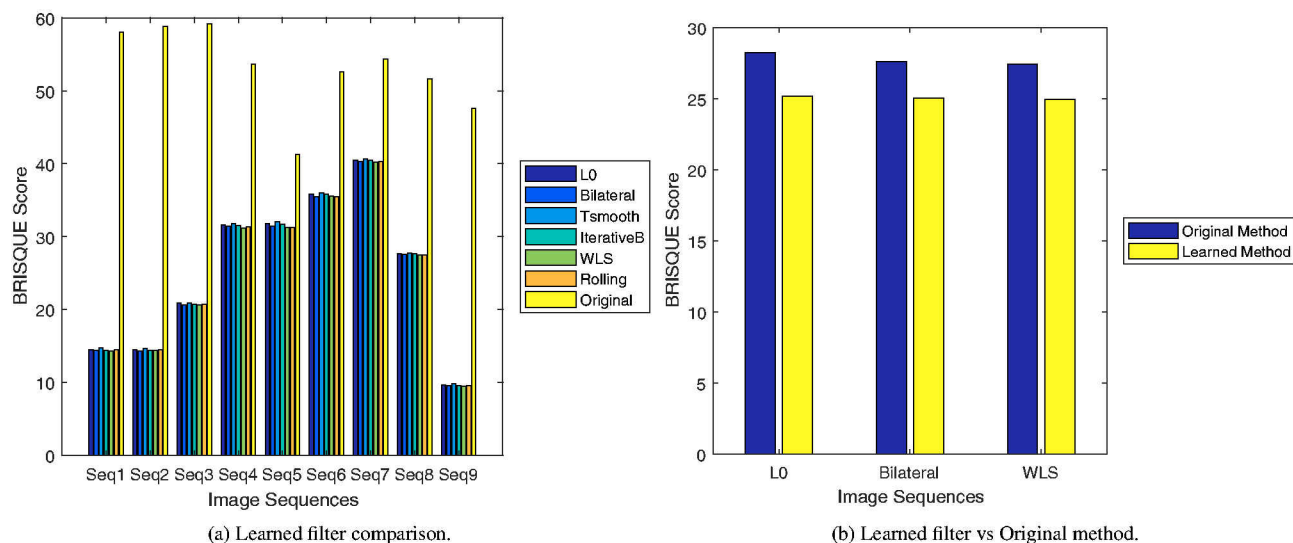 60
50
40
30
20
10
0
BRISQUE Score
Seq1 Seq2 Seq3 Seq4 Seq5 Seq6 Seq7 Seq8 Seq9
Image Sequences
L0
Bilateral
Tsmooth
IterativeB
WLS
Rolling
Original
(a) Learned filter comparison.
30
25
20
15
10
5
0
BRISQUE Score
L0 Bilateral WLS
Image Sequences
Original Method
Learned Method
(b) Learned filter vs Original method.